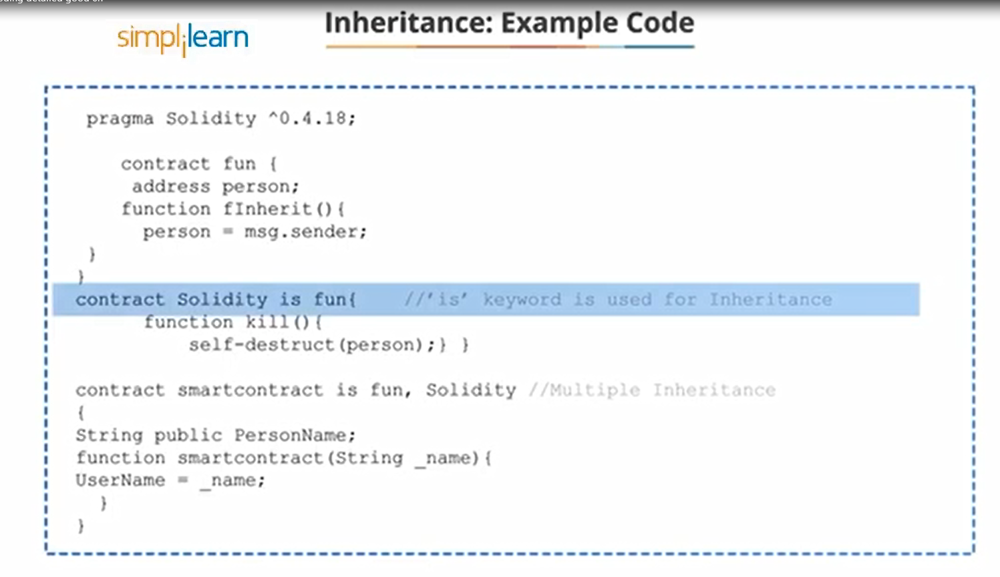 Inheritance: Example Code
simplilearn
pragma Solidity ^0.4.18;
contract fun {
address person;
function fInherit(){
person = msg.sender;
}
}
contract Solidity is fun{ //'is' keyword is used for Inheritance
function kill(){
self-destruct(person);} }
contract smartcontract is fun, Solidity //Multiple Inheritance
{
String public PersonName;
function smartcontract(String _name){
UserName = _name;
}
}